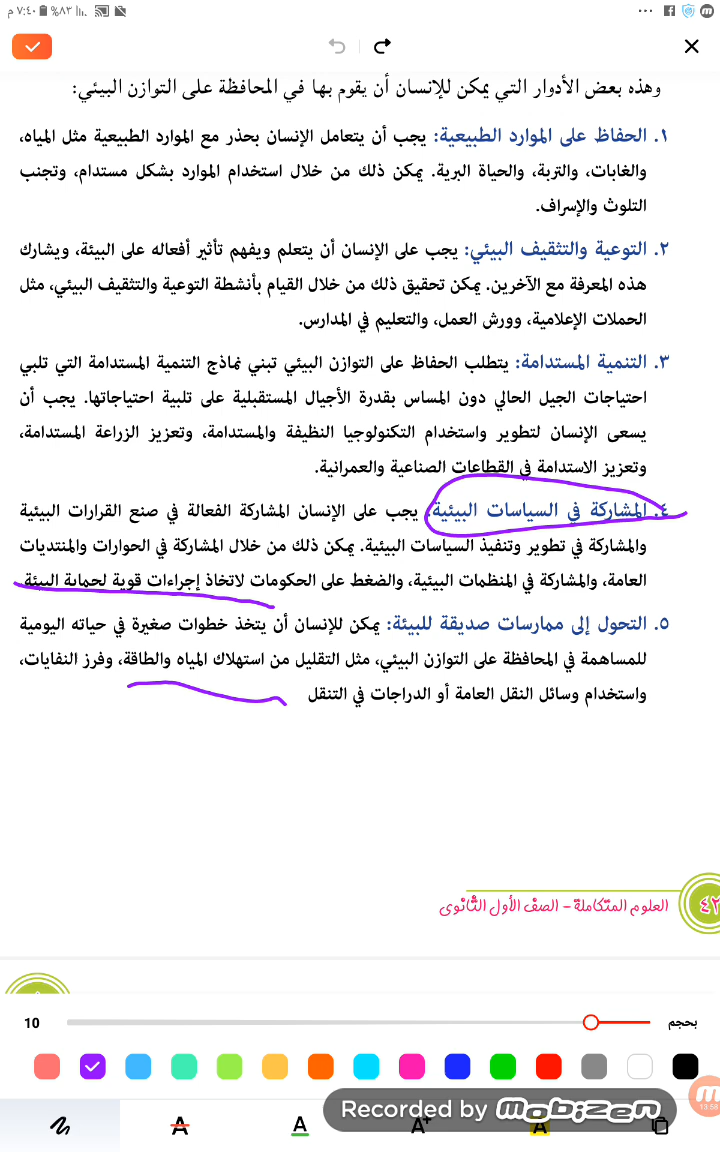 ٧:٤٠ م ٨٣%
وهذه بعض الأدوار التي يمكن للإنسان أن يقوم بها في المحافظة على التوازن البيئي:
١. الحفاظ على الموارد الطبيعية: يجب أن يتعامل الإنسان بحذر مع الموارد الطبيعية مثل المياه،
والغابات، والتربة، والحياة البرية. يمكن ذلك من خلال استخدام الموارد بشكل مستدام، وتجنب
التلوث والإسراف.
٢. التوعية والتثقيف البيئي: يجب على الإنسان أن يتعلم ويفهم تأثير أفعاله على البيئة، ويشارك
هذه المعرفة مع الآخرين. يمكن تحقيق ذلك من خلال القيام بأنشطة التوعية والتثقيف البيئي، مثل
الحملات الإعلامية، وورش العمل، والتعليم في المدارس.
٣. التنمية المستدامة: يتطلب الحفاظ على التوازن البيئي تبني نماذج التنمية المستدامة التي تلبي
احتياجات الجيل الحالي دون المساس بقدرة الأجيال المستقبلية على تلبية احتياجاتها. يجب أن
يسعى الإنسان لتطوير واستخدام التكنولوجيا النظيفة والمستدامة، وتعزيز الزراعة المستدامة،
وتعزيز الاستدامة في القطاعات الصناعية والعمرانية.
٤. المشاركة في السياسات البيئية: يجب على الإنسان المشاركة الفعالة في صنع القرارات البيئية
والمشاركة في تطوير وتنفيذ السياسات البيئية. يمكن ذلك من خلال المشاركة في الحوارات والمنتديات
العامة، والمشاركة في المنظمات البيئية، والضغط على الحكومات لاتخاذ إجراءات قوية لحماية البيئة.
٥. التحول إلى ممارسات صديقة للبيئة: يمكن للإنسان أن يتخذ خطوات صغيرة في حياته اليومية
للمساهمة في المحافظة على التوازن البيئي، مثل التقليل من استهلاك المياه والطاقة، وفرز النفايات،
واستخدام وسائل النقل العامة أو الدراجات في التنقل
٤٢ العلوم المتكاملة - الصف الأول الثانوى
بحجم 10
Recorded by mobizen
13:58
A A A+ A